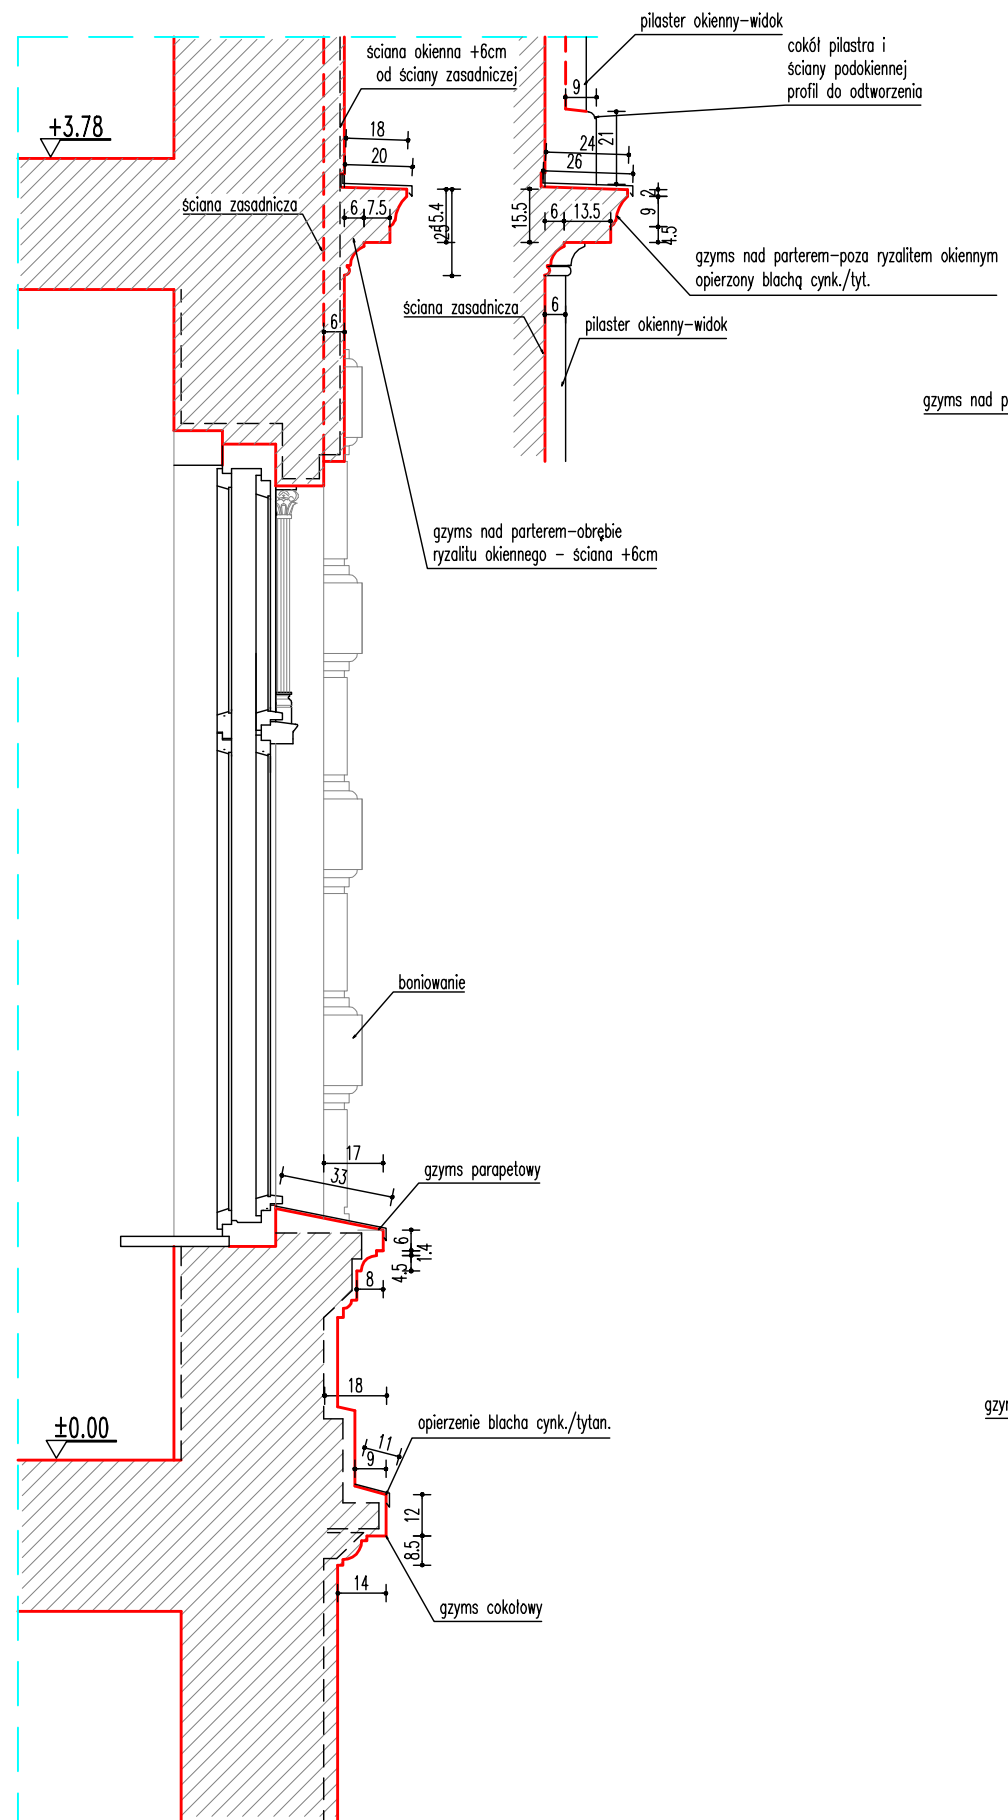 pilaster okienny-widok
ściana okienna +6cm
od ściany zasadniczej
cokół pilastra i
ściany podokiennej
profil do odtworzenia
9
+3.78
18
20
21
24
26
ściana zasadnicza
6
7.5
15.4
25
15.5
6
13.5
2
9
4.5
gzyms nad parterem-poza ryzalitem okiennym
opierzony blachą cynk./tyt.
ściana zasadnicza
6
6
pilaster okienny-widok
gzyms nad p
gzyms nad parterem-obrębie
ryzalitu okiennego - ściana +6cm
boniowanie
17
33
gzyms parapetowy
6
1.4
4.5
8
18
±0.00
opierzenie blacha cynk./tytan.
11
9
12
8.5
14
gzyms cokołowy